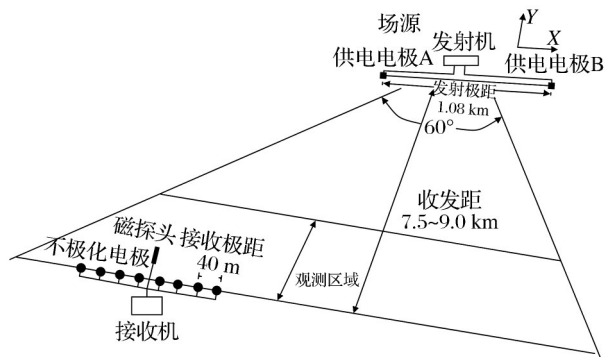 场源
Y
X
发射机
供电电极A
供电电极B
发射极距
1.08 km
60°
收发距
7.5~9.0 km
磁探头
接收极距
不极化电极
40 m
观测区域
接收机